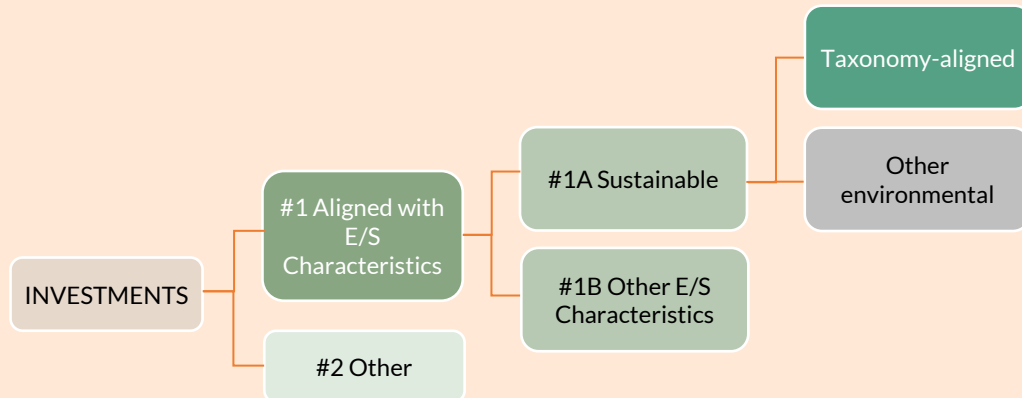 Taxonomy-aligned
Other
environmental
#1A Sustainable
#1 Aligned with
E/S
Characteristics
#1B Other E/S
Characteristics
INVESTMENTS
#2 Other